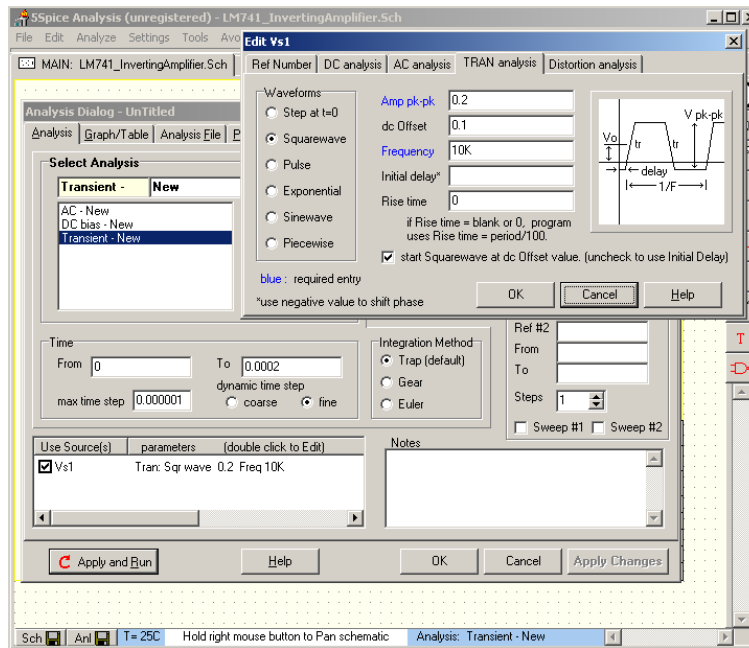 5Spice Analysis (unregistered) - LM741_InvertingAmplifier.Sch
File Edit Analyze Settings Tools Avo
MAIN: LM741_InvertingAmplifier.Sch
Edit Vs1
Ref Number DC analysis AC analysis TRAN analysis Distortion analysis
Waveforms
Step at t=0
Squarewave
Pulse
Exponential
Sinewave
Piecewise
Amp pk-pk 0.2
dc Offset 0.1
Frequency 10K
Initial delay*
Rise time 0
if Rise time = blank or 0, program
uses Rise time = period/100.
start Squarewave at dc Offset value. (uncheck to use Initial Delay)
V pk-pk
Vo
tr tr
delay
1/F
blue : required entry
*use negative value to shift phase
OK Cancel Help
Analysis Dialog - UnTitled
Analysis Graph/Table Analysis File P
Select Analysis
Transient - New
AC - New
DC bias - New
Transient - New
Time
From 0 To 0.0002
max time step 0.000001
dynamic time step
coarse fine
Integration Method
Trap (default)
Gear
Euler
Ref #2
From
To
Steps 1
Sweep #1 Sweep #2
Use Source(s) parameters (double click to Edit)
Vs1 Tran: Sqr wave 0.2 Freq 10K
Notes
Apply and Run Help OK Cancel Apply Changes
T
Sch Anl T= 25C Hold right mouse button to Pan schematic Analysis: Transient - New